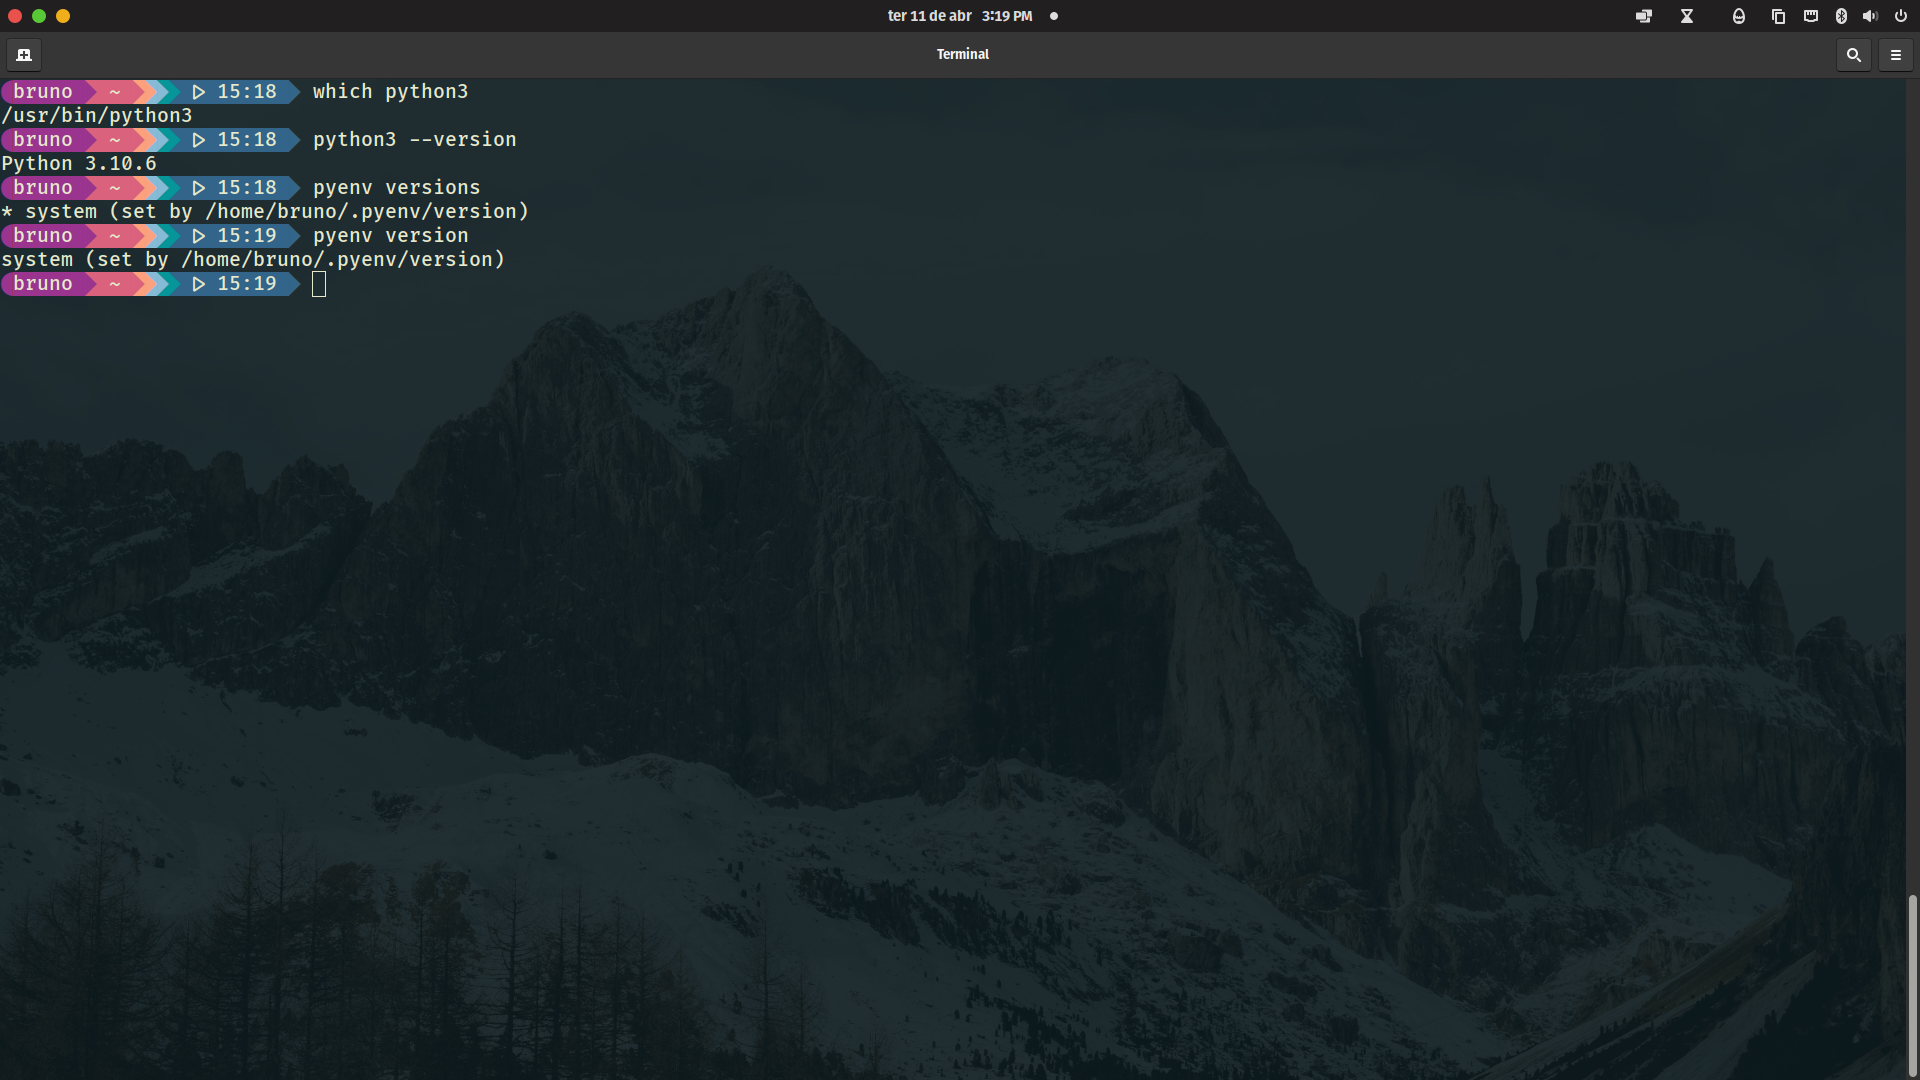 ter 11 de abr 3:19 PM
Terminal
bruno ~ 15:18 which python3
/usr/bin/python3
bruno ~ 15:18 python3 --version
Python 3.10.6
bruno ~ 15:18 pyenv versions
* system (set by /home/bruno/.pyenv/version)
bruno ~ 15:19 pyenv version
system (set by /home/bruno/.pyenv/version)
bruno ~ 15:19